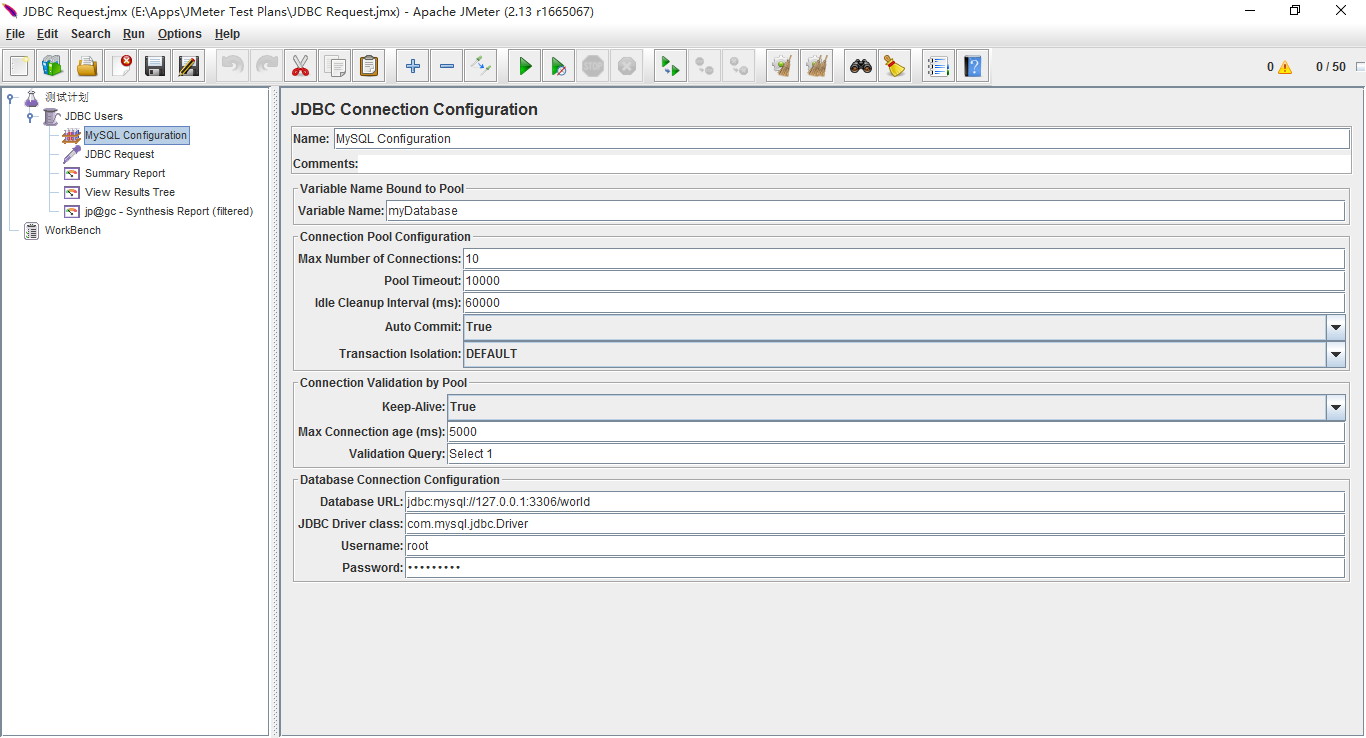 JDBC Request.jmx (E:\Apps\JMeter Test Plans\JDBC Request.jmx) - Apache JMeter (2.13 r1665067)
File Edit Search Run Options Help
STOP
0 0 / 50
测试计划
JDBC Users
MySQL Configuration
JDBC Request
Summary Report
View Results Tree
jp@gc - Synthesis Report (filtered)
WorkBench
JDBC Connection Configuration
Name: MySQL Configuration
Comments:
Variable Name Bound to Pool
Variable Name: myDatabase
Connection Pool Configuration
Max Number of Connections: 10
Pool Timeout: 10000
Idle Cleanup Interval (ms): 60000
Auto Commit: True
Transaction Isolation: DEFAULT
Connection Validation by Pool
Keep-Alive: True
Max Connection age (ms): 5000
Validation Query: Select 1
Database Connection Configuration
Database URL: jdbc:mysql://127.0.0.1:3306/world
JDBC Driver class: com.mysql.jdbc.Driver
Username: root
Password: •••••••••